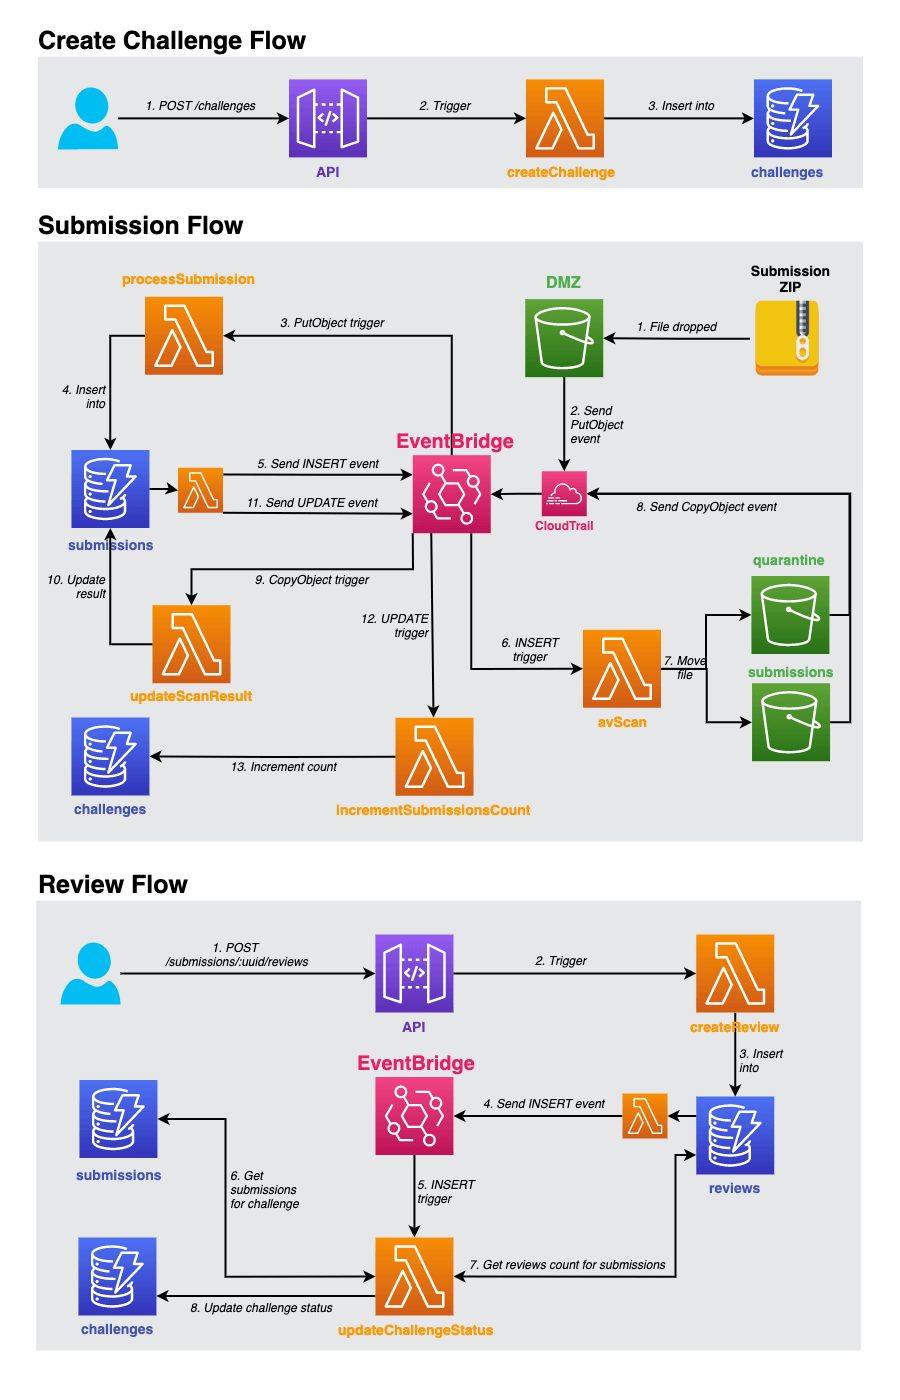 Create Challenge Flow
1. POST /challenges
2. Trigger
3. Insert into
API
createChallenge
challenges
Submission Flow
processSubmission
DMZ
Submission
ZIP
3. PutObject trigger
1. File dropped
4. Insert
into
2. Send
PutObject
event
EventBridge
5. Send INSERT event
11. Send UPDATE event
8. Send CopyObject event
CloudTrail
submissions
quarantine
10. Update
result
9. CopyObject trigger
12. UPDATE
trigger
6. INSERT
trigger
7. Move
file
submissions
updateScanResult
avScan
13. Increment count
challenges
incrementSubmissionsCount
Review Flow
1. POST
/submissions/:uuid/reviews
2. Trigger
API
createReview
3. Insert
into
EventBridge
4. Send INSERT event
submissions
6. Get
submissions
for challenge
5. INSERT
trigger
reviews
7. Get reviews count for submissions
8. Update challenge status
challenges
updateChallengeStatus